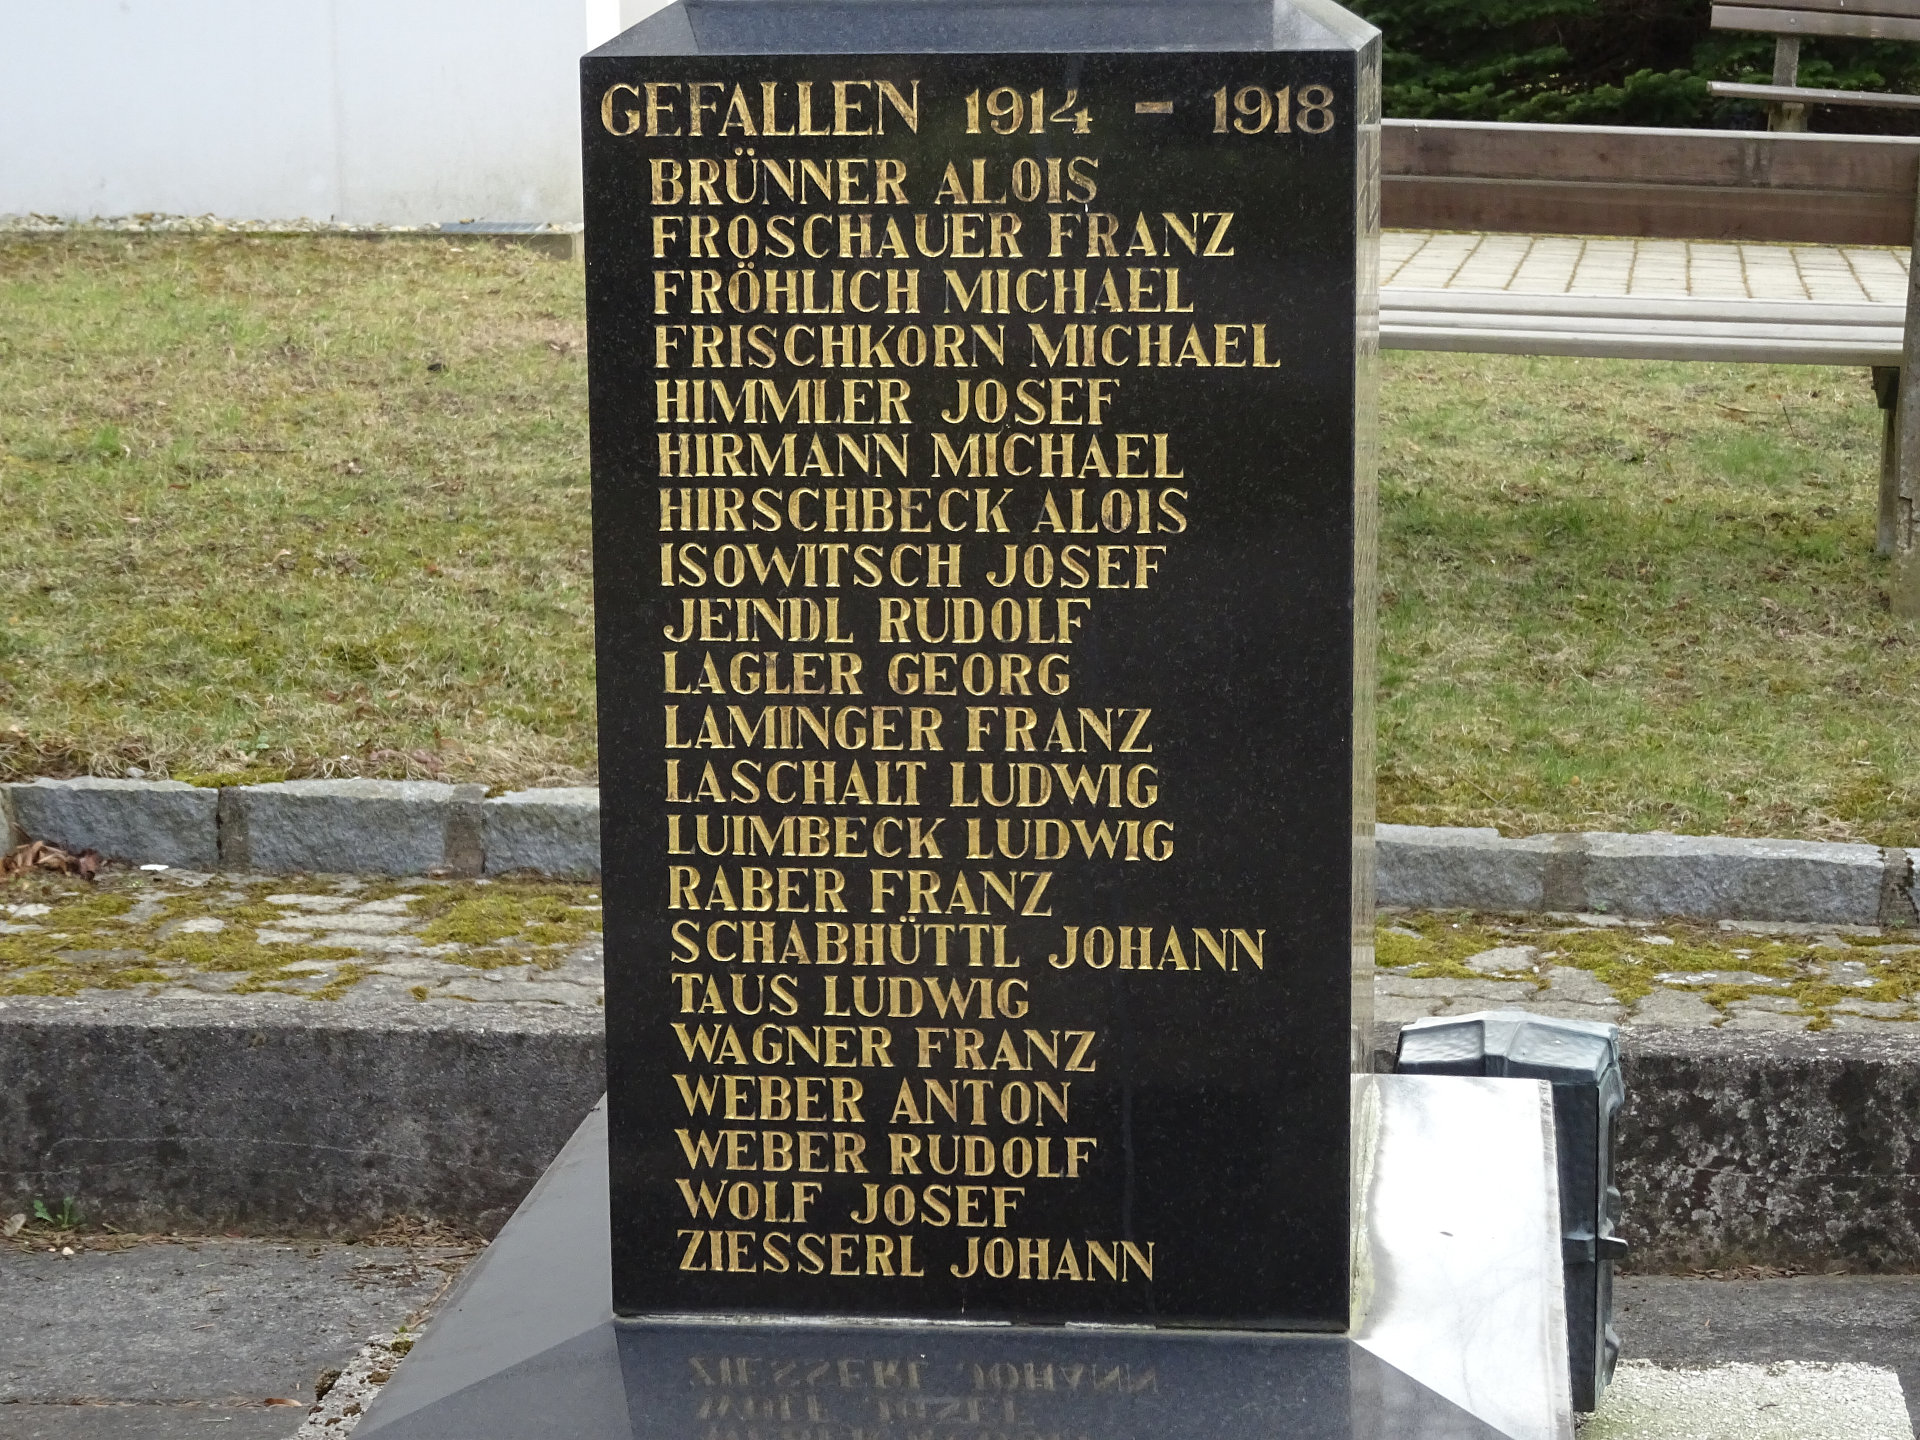 GEFALLEN 1914 – 1918
BRÜNNER ALOIS
FROSCHAUER FRANZ
FRÖHLICH MICHAEL
FRISCHKORN MICHAEL
HIMMLER JOSEF
HIRMANN MICHAEL
HIRSCHBECK ALOIS
ISOWITSCH JOSEF
JEINDL RUDOLF
LAGLER GEORG
LAMINGER FRANZ
LASCHALT LUDWIG
LUIMBECK LUDWIG
RABER FRANZ
SCHABHÜTTL JOHANN
TAUS LUDWIG
WAGNER FRANZ
WEBER ANTON
WEBER RUDOLF
WOLF JOSEF
ZIESSERL JOHANN